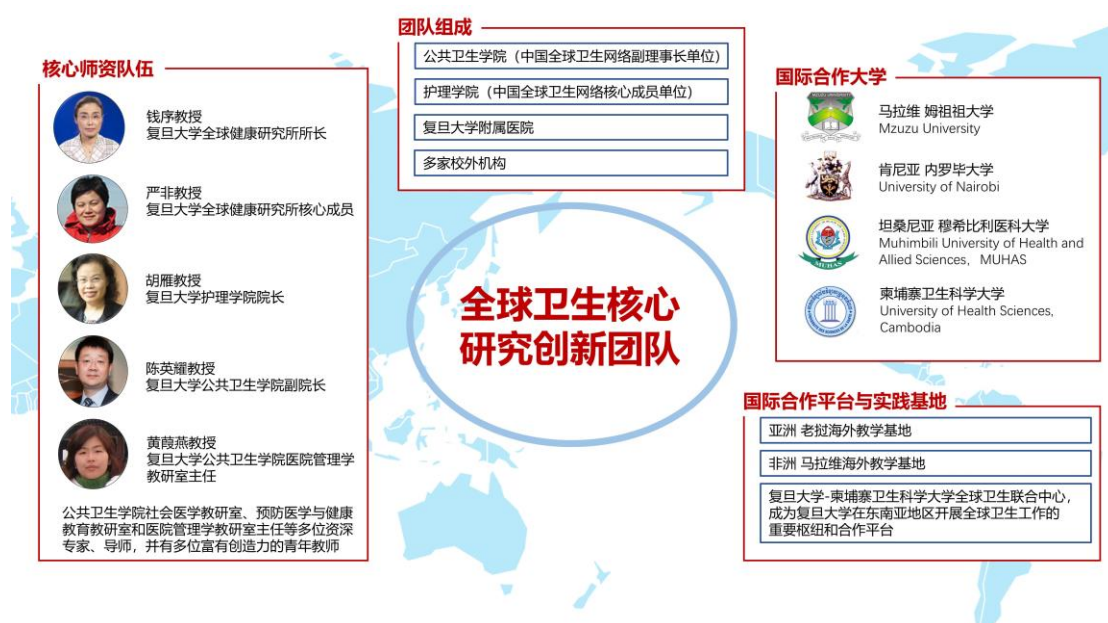 核心师资队伍
钱序教授
复旦大学全球健康研究所所长
严非教授
复旦大学全球健康研究所核心成员
胡雁教授
复旦大学护理学院院长
陈英耀教授
复旦大学公共卫生学院副院长
黄葭燕教授
复旦大学公共卫生学院医院管理学
教研室主任
公共卫生学院社会医学教研室、预防医学与健康
教育教研室和医院管理学教研室主任等多位资深
专家、导师，并有多位富有创造力的青年教师
团队组成
公共卫生学院（中国全球卫生网络副理事长单位）
护理学院（中国全球卫生网络核心成员单位）
复旦大学附属医院
多家校外机构
全球卫生核心
研究创新团队
国际合作大学
马拉维 姆祖祖大学
Mzuzu University
肯尼亚 内罗毕大学
University of Nairobi
坦桑尼亚 穆希比利医科大学
Muhimbili University of Health and
Allied Sciences，MUHAS
MUHAS
柬埔寨卫生科学大学
University of Health Sciences,
Cambodia
国际合作平台与实践基地
亚洲 老挝海外教学基地
非洲 马拉维海外教学基地
复旦大学-柬埔寨卫生科学大学全球卫生联合中心，
成为复旦大学在东南亚地区开展全球卫生工作的
重要枢纽和合作平台